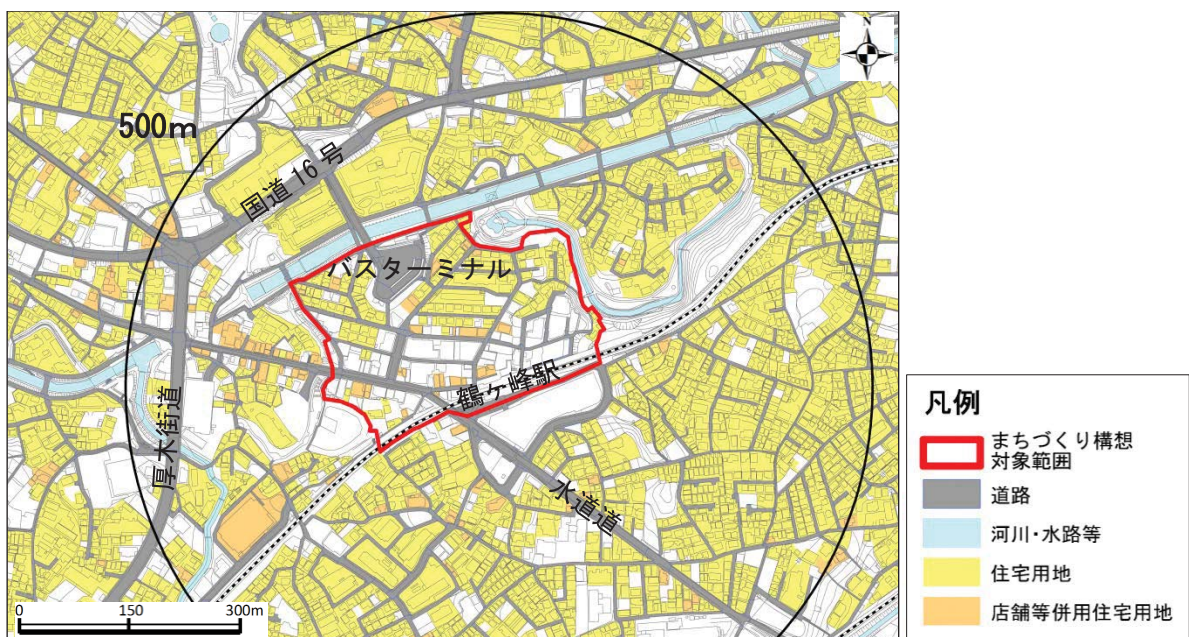 N
500m
国道16号
バスターミナル
鶴ヶ峰駅
厚木街道
水道道
0 150 300m
凡例
まちづくり構想
対象範囲
道路
河川・水路等
住宅用地
店舗等併用住宅用地